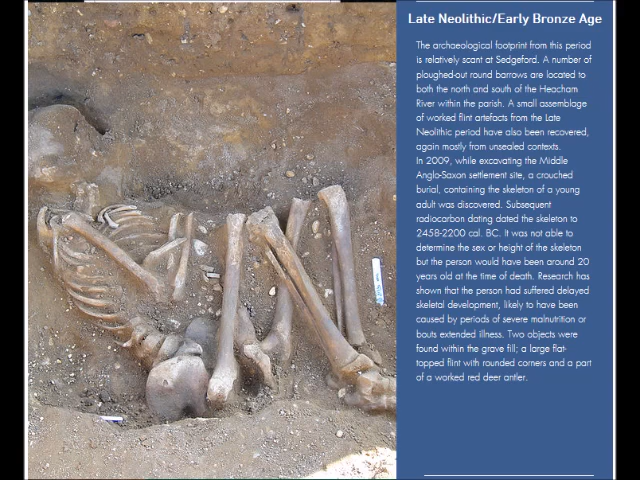 Late Neolithic/Early Bronze Age
The archaeological footprint from this period
is relatively scant at Sedgeford. A number of
ploughed-out round barrows are located to
both the north and south of the Heacham
River within the parish. A small assemblage
of worked flint artefacts from the Late
Neolithic period have also been recovered,
again mostly from unsealed contexts.
In 2009, while excavating the Middle
Anglo-Saxon settlement site, a crouched
burial, containing the skeleton of a young
adult was discovered. Subsequent
radiocarbon dating dated the skeleton to
2458-2200 cal. BC. It was not able to
determine the sex or height of the skeleton
but the person would have been around 20
years old at the time of death. Research has
shown that the person had suffered delayed
skeletal development, likely to have been
caused by periods of severe malnutrition or
bouts extended illness. Two objects were
found within the grave fill; a large flat-
topped flint with rounded corners and a part
of a worked red deer antler.